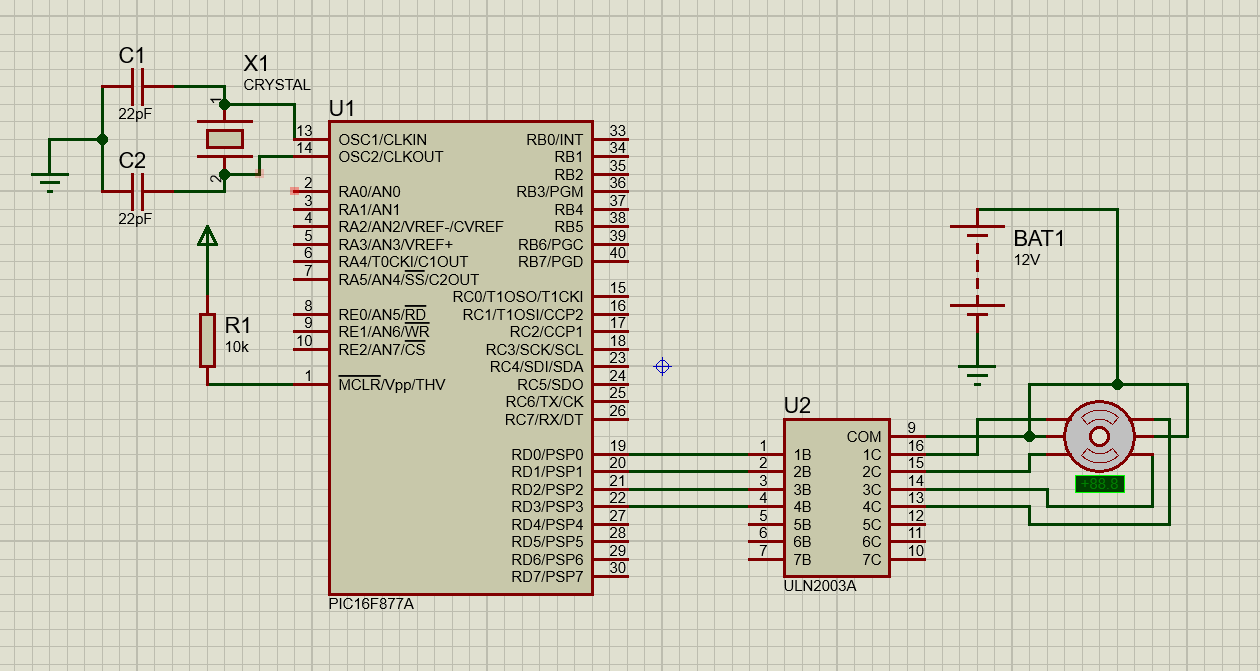 C1
22pF
X1
CRYSTAL
1
2
C2
22pF
R1
10k
U1
13 OSC1/CLKIN
14 OSC2/CLKOUT
2 RA0/AN0
3 RA1/AN1
4 RA2/AN2/VREF-/CVREF
5 RA3/AN3/VREF+
6 RA4/T0CKI/C1OUT
7 RA5/AN4/SS/C2OUT
8 RE0/AN5/RD
9 RE1/AN6/WR
10 RE2/AN7/CS
1 MCLR/Vpp/THV
RB0/INT 33
RB1 34
RB2 35
RB3/PGM 36
RB4 37
RB5 38
RB6/PGC 39
RB7/PGD 40
RC0/T1OSO/T1CKI 15
RC1/T1OSI/CCP2 16
RC2/CCP1 17
RC3/SCK/SCL 18
RC4/SDI/SDA 23
RC5/SDO 24
RC6/TX/CK 25
RC7/RX/DT 26
RD0/PSP0 19
RD1/PSP1 20
RD2/PSP2 21
RD3/PSP3 22
RD4/PSP4 27
RD5/PSP5 28
RD6/PSP6 29
RD7/PSP7 30
PIC16F877A
U2
1 1B
2 2B
3 3B
4 4B
5 5B
6 6B
7 7B
COM 9
1C 16
2C 15
3C 14
4C 13
5C 12
6C 11
7C 10
ULN2003A
BAT1
12V
+88.8